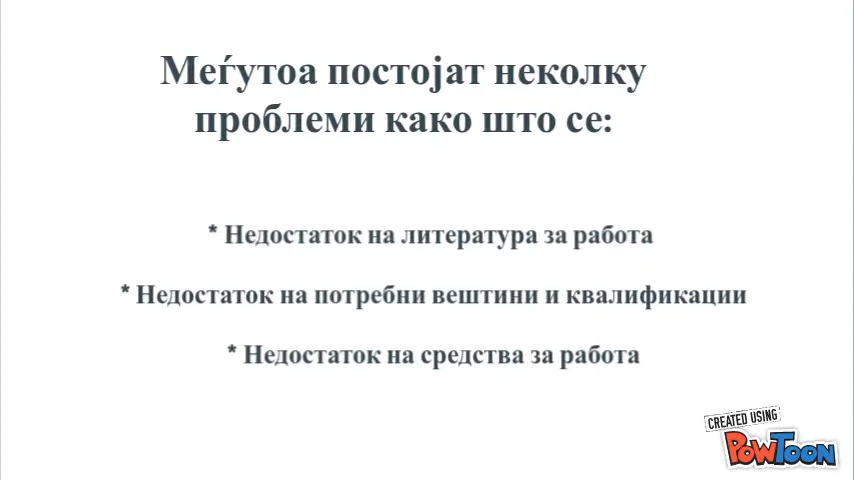 Меѓутоа постојат неколку
проблеми како што се:
* Недостаток на литература за работа
* Недостаток на потребни вештини и квалификации
* Недостаток на средства за работа
CREATED USING
POWTOON